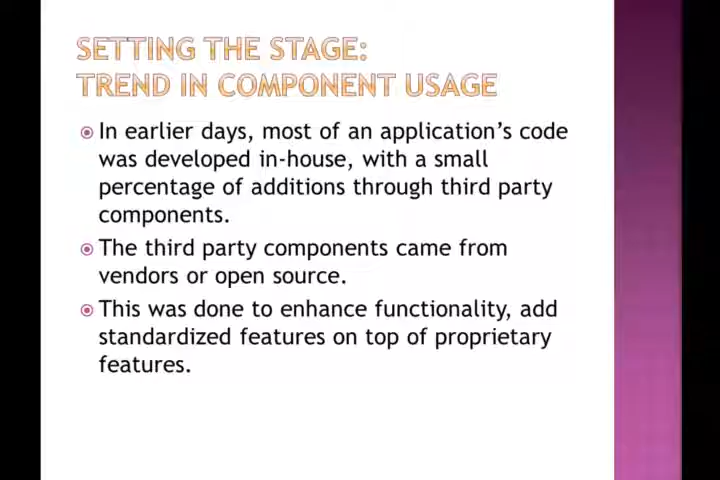 SETTING THE STAGE:
TREND IN COMPONENT USAGE
In earlier days, most of an application's code
was developed in-house, with a small
percentage of additions through third party
components.
The third party components came from
vendors or open source.
This was done to enhance functionality, add
standardized features on top of proprietary
features.